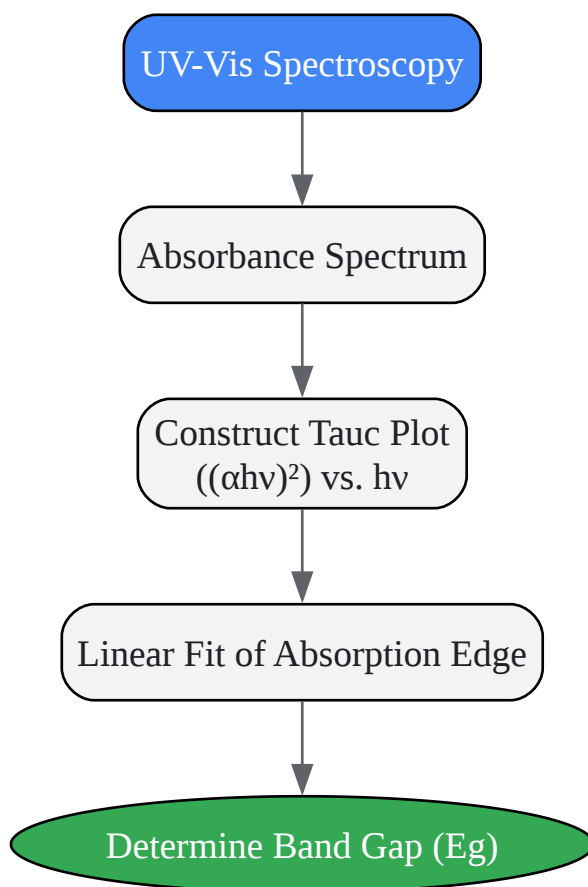 UV-Vis Spectroscopy
Absorbance Spectrum
Construct Tauc Plot
((αhν)²) vs. hν
Linear Fit of Absorption Edge
Determine Band Gap (Eg)